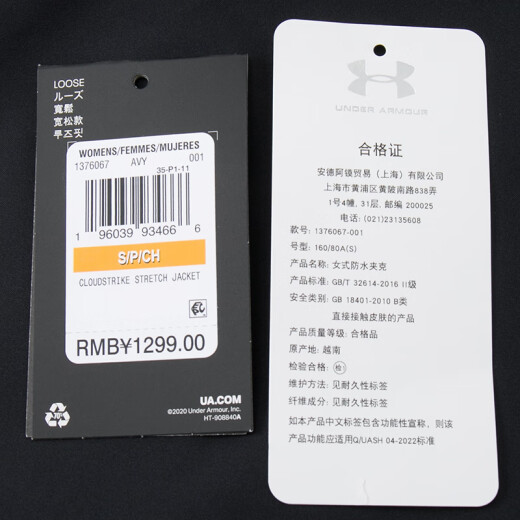 LOOSE
ルーズ
寬鬆
宽松款
루즈핏
WOMENS/FEMMES/MUJERES
1376067 AVY 001
35-P1-11
1 96039 93466 6
S/P/CH
CLOUDSTRIKE STRETCH JACKET
RMB¥1299.00
UA.COM
©2020 Under Armour, Inc.
HT-908840A
UNDER ARMOUR
合格证
安德阿镆贸易（上海）有限公司
上海市黄浦区黄陂南路838弄
1号4幢, 31层, 邮编 200025
电话: (021)23135608
款号: 1376067-001
号型: 160/80A(S)
产品名称: 女式防水夹克
产品标准: GB/T 32614-2016 II级
安全类别: GB 18401-2010 B类
直接接触皮肤的产品
产品质量等级: 合格品
原产地: 越南
检验合格: 检
维护方法: 见耐久性标签
纤维成分: 见耐久性标签
如本产品中文标签包含功能性宣称, 则该
产品功能应适用Q/UASH 04-2022标准